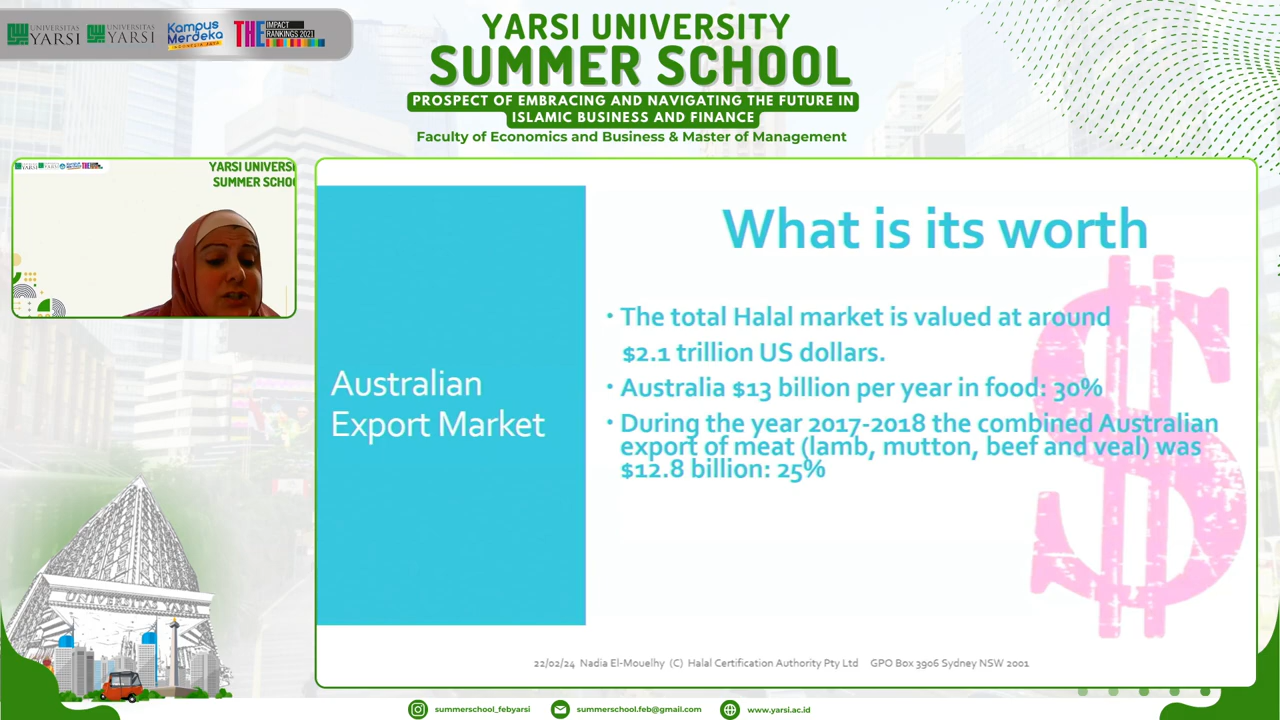 UNIVERSITAS
YARSI
UNIVERSITAS
YARSI
Kampus
Merdeka
INDONESIA JAYA
THE IMPACT
RANKINGS 2021
YARSI UNIVERSITY
SUMMER SCHOOL
PROSPECT OF EMBRACING AND NAVIGATING THE FUTURE IN
ISLAMIC BUSINESS AND FINANCE
Faculty of Economics and Business & Master of Management
YARSI UNIVERSI
SUMMER SCHO
Australian
Export Market
What is its worth
• The total Halal market is valued at around
$2.1 trillion US dollars.
• Australia $13 billion per year in food: 30%
• During the year 2017-2018 the combined Australian
export of meat (lamb, mutton, beef and veal) was
$12.8 billion: 25%
22/02/24 Nadia El-Mouelhy (C) Halal Certification Authority Pty Ltd GPO Box 3906 Sydney NSW 2001
UNIVERSITAS YARSI
summerschool_febyarsi
summerschool.feb@gmail.com
www.yarsi.ac.id